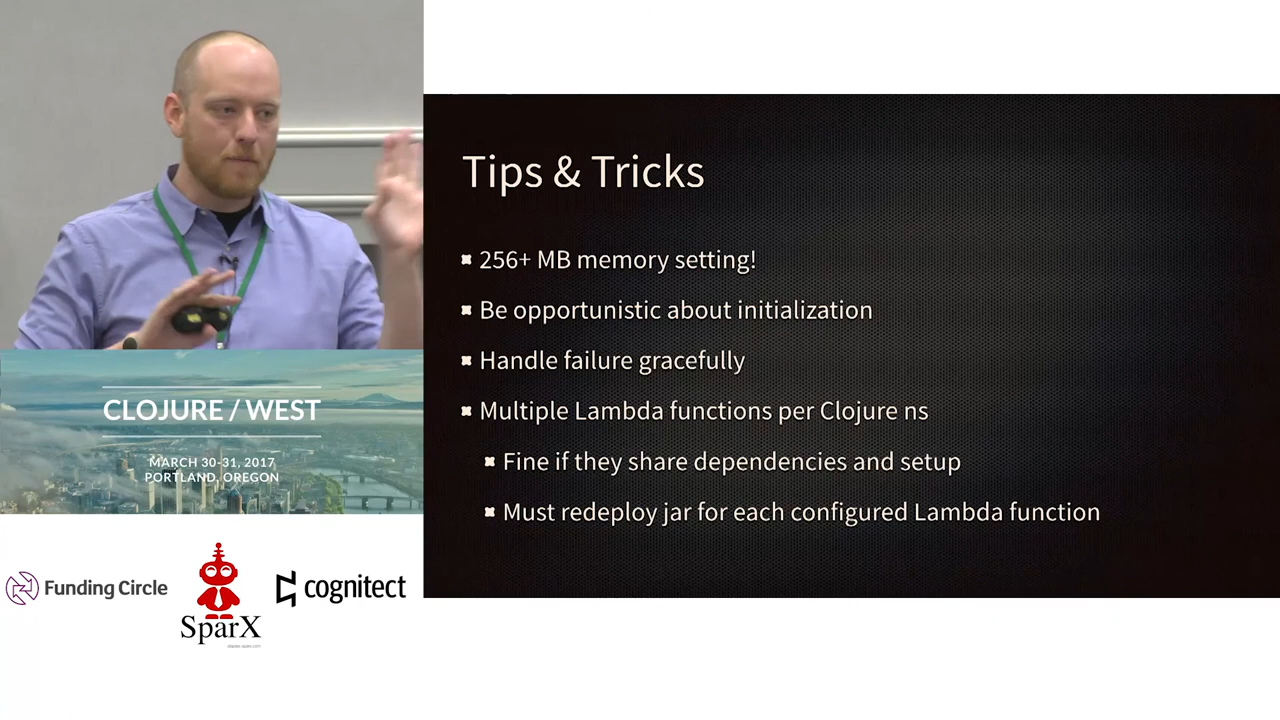 Tips & Tricks
256+ MB memory setting!
Be opportunistic about initialization
Handle failure gracefully
Multiple Lambda functions per Clojure ns
Fine if they share dependencies and setup
Must redeploy jar for each configured Lambda function
CLOJURE / WEST
MARCH 30-31, 2017
PORTLAND, OREGON
Funding Circle
SparX
cognitect